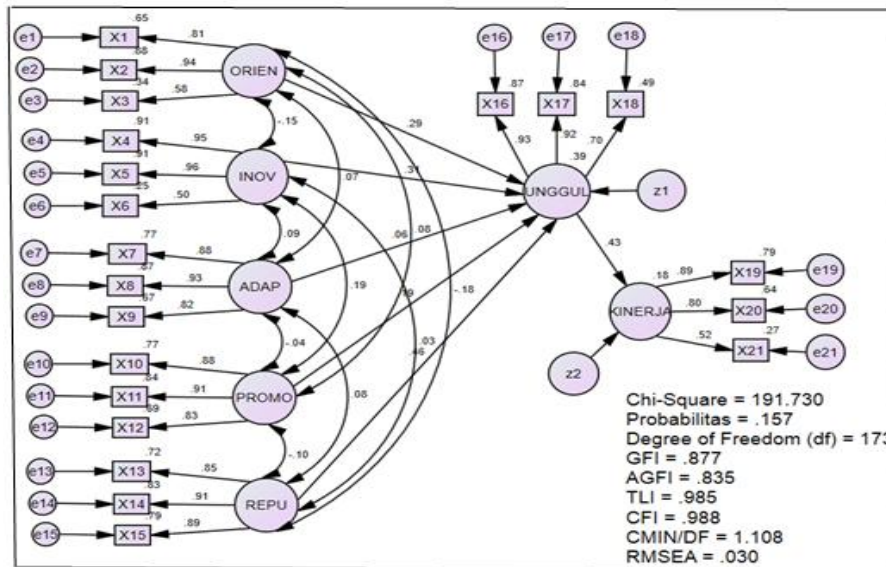 .65
e1 X1 .81
.88
e2 X2 .94 ORIEN
.34
e3 X3 .58
-.15
.91
e4 X4 .95
.91
e5 X5 .96 INOV
.25
e6 X6 .50
.09
.77
e7 X7 .88
.87
e8 X8 .93 ADAP
.67
e9 X9 .82
-.04
.77
e10 X10 .88
.84
e11 X11 .91 PROMO
.69
e12 X12 .83
-.10
.72
e13 X13 .85
.83
e14 X14 .91 REPU
.79
e15 X15 .89
.29
.31
.07
.06 .08
.19
-.18
.03
.46
.08
e16 e17 e18
.87 .84 .49
X16 X17 X18
.93 .92 .70
.39
UNGGUL z1
.43
.18 .89 .79
X19 e19
KINERJA .80 .64
X20 e20
.52 .27
X21 e21
z2
Chi-Square = 191.730
Probabilitas = .157
Degree of Freedom (df) = 173
GFI = .877
AGFI = .835
TLI = .985
CFI = .988
CMIN/DF = 1.108
RMSEA = .030